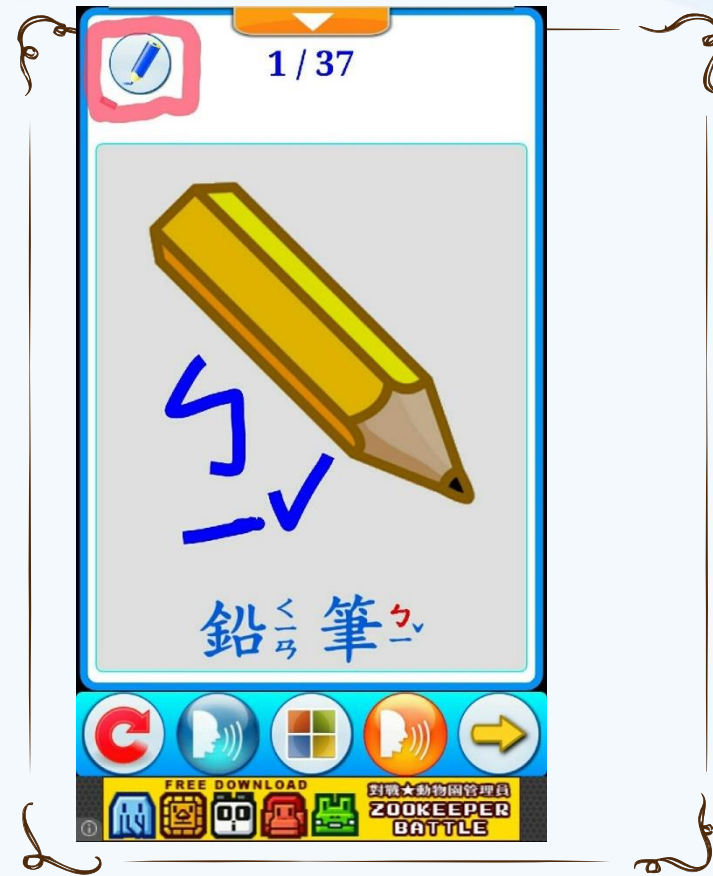 1 / 37
ㄅ
ㄧˇ
鉛ㄑㄧㄢ 筆ㄅㄧˇ
FREE DOWNLOAD
對戰★動物園管理員
ZOOKEEPER
BATTLE